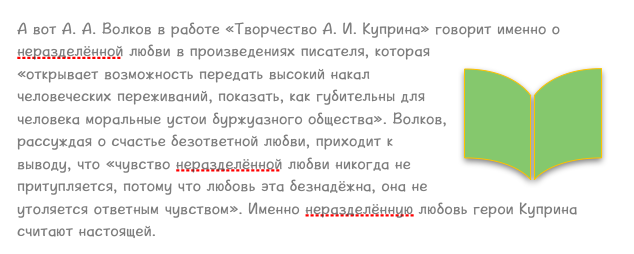 А вот А. А. Волков в работе «Творчество А. И. Куприна» говорит именно о
неразделённой любви в произведениях писателя, которая
«открывает возможность передать высокий накал
человеческих переживаний, показать, как губительны для
человека моральные устои буржуазного общества». Волков,
рассуждая о счастье безответной любви, приходит к
выводу, что «чувство неразделённой любви никогда не
притупляется, потому что любовь эта безнадёжна, она не
утоляется ответным чувством». Именно неразделённую любовь герои Куприна
считают настоящей.